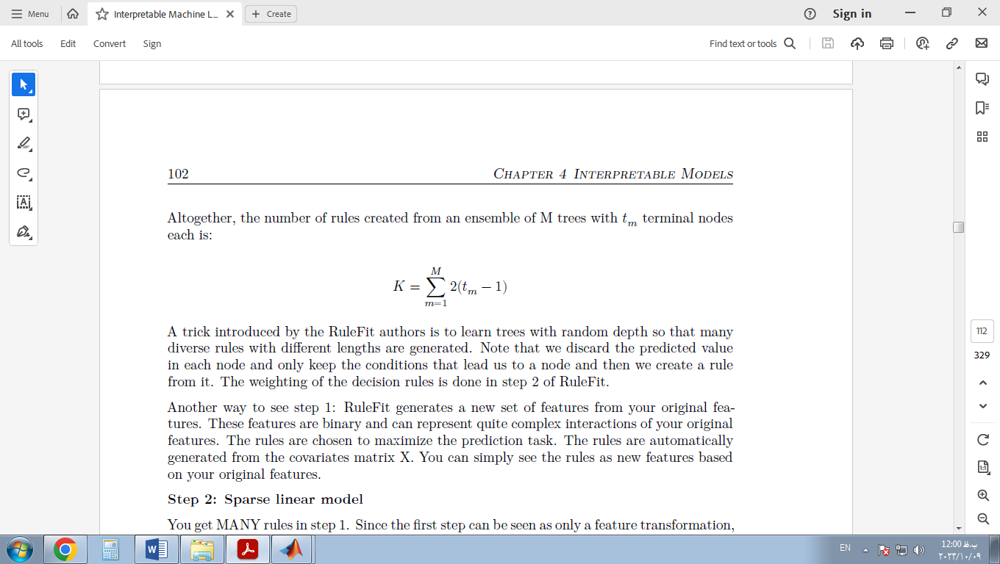 Menu
Interpretable Machine L...
Create
Sign in
All tools Edit Convert Sign
Find text or tools
102 CHAPTER 4 INTERPRETABLE MODELS
Altogether, the number of rules created from an ensemble of M trees with tₘ terminal nodes
each is:
M
K = ∑ 2(tₘ − 1)
m=1
A trick introduced by the RuleFit authors is to learn trees with random depth so that many
diverse rules with different lengths are generated. Note that we discard the predicted value
in each node and only keep the conditions that lead us to a node and then we create a rule
from it. The weighting of the decision rules is done in step 2 of RuleFit.
Another way to see step 1: RuleFit generates a new set of features from your original fea-
tures. These features are binary and can represent quite complex interactions of your original
features. The rules are chosen to maximize the prediction task. The rules are automatically
generated from the covariates matrix X. You can simply see the rules as new features based
on your original features.
Step 2: Sparse linear model
You get MANY rules in step 1. Since the first step can be seen as only a feature transformation,
112
329
1:1
EN
12:00 ب.ظ
۲۰۲۳/۱۰/۰۹